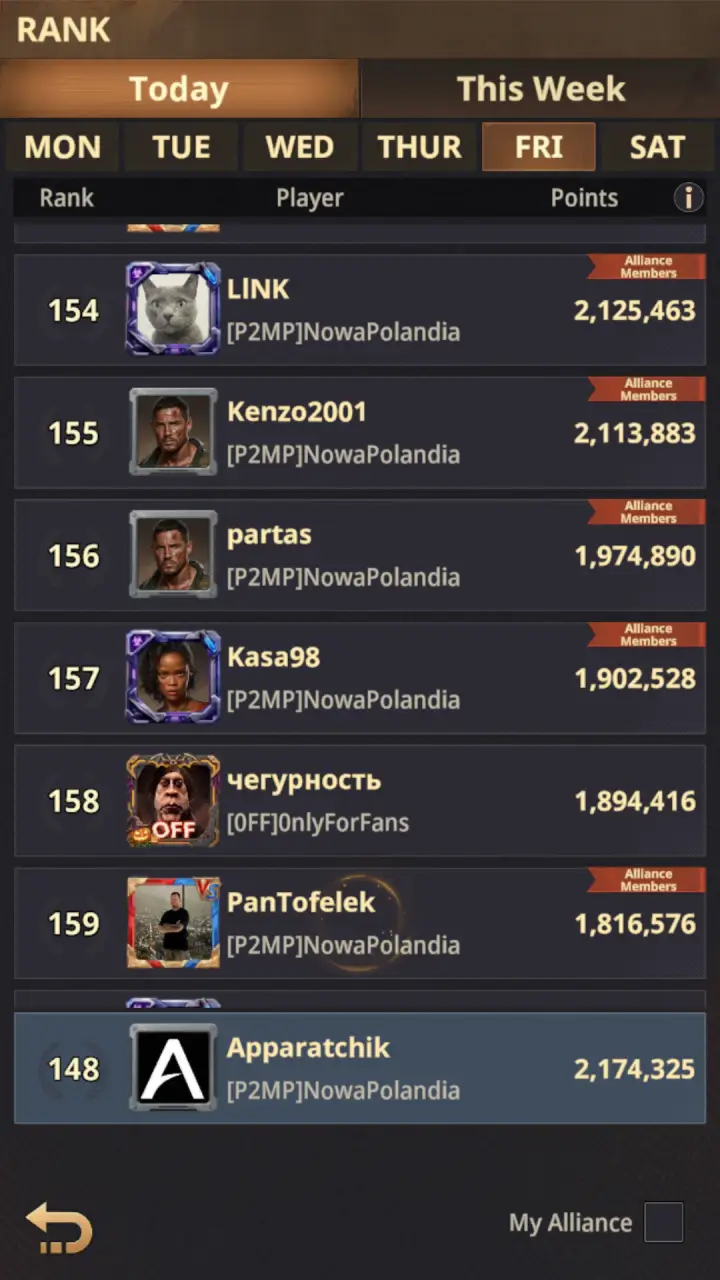 RANK
Today
This Week
MON
TUE
WED
THUR
FRI
SAT
Rank
Player
Points
i
154
LINK
[P2MP]NowaPolandia
Alliance
Members
2,125,463
155
Kenzo2001
[P2MP]NowaPolandia
Alliance
Members
2,113,883
156
partas
[P2MP]NowaPolandia
Alliance
Members
1,974,890
157
Kasa98
[P2MP]NowaPolandia
Alliance
Members
1,902,528
158
OFF
чегурность
[0FF]0nlyForFans
1,894,416
159
VS
PanTofelek
[P2MP]NowaPolandia
Alliance
Members
1,816,576
148
A
Apparatchik
[P2MP]NowaPolandia
2,174,325
My Alliance